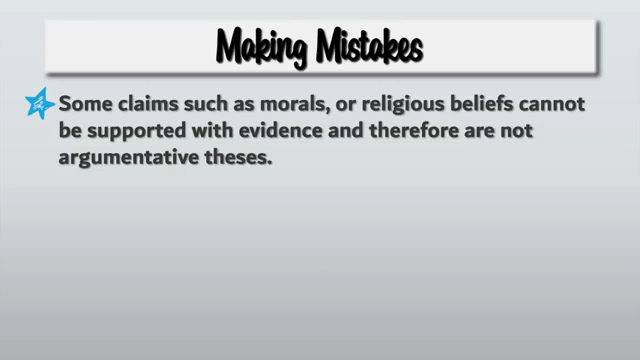 Making Mistakes
Some claims such as morals, or religious beliefs cannot
be supported with evidence and therefore are not
argumentative theses.